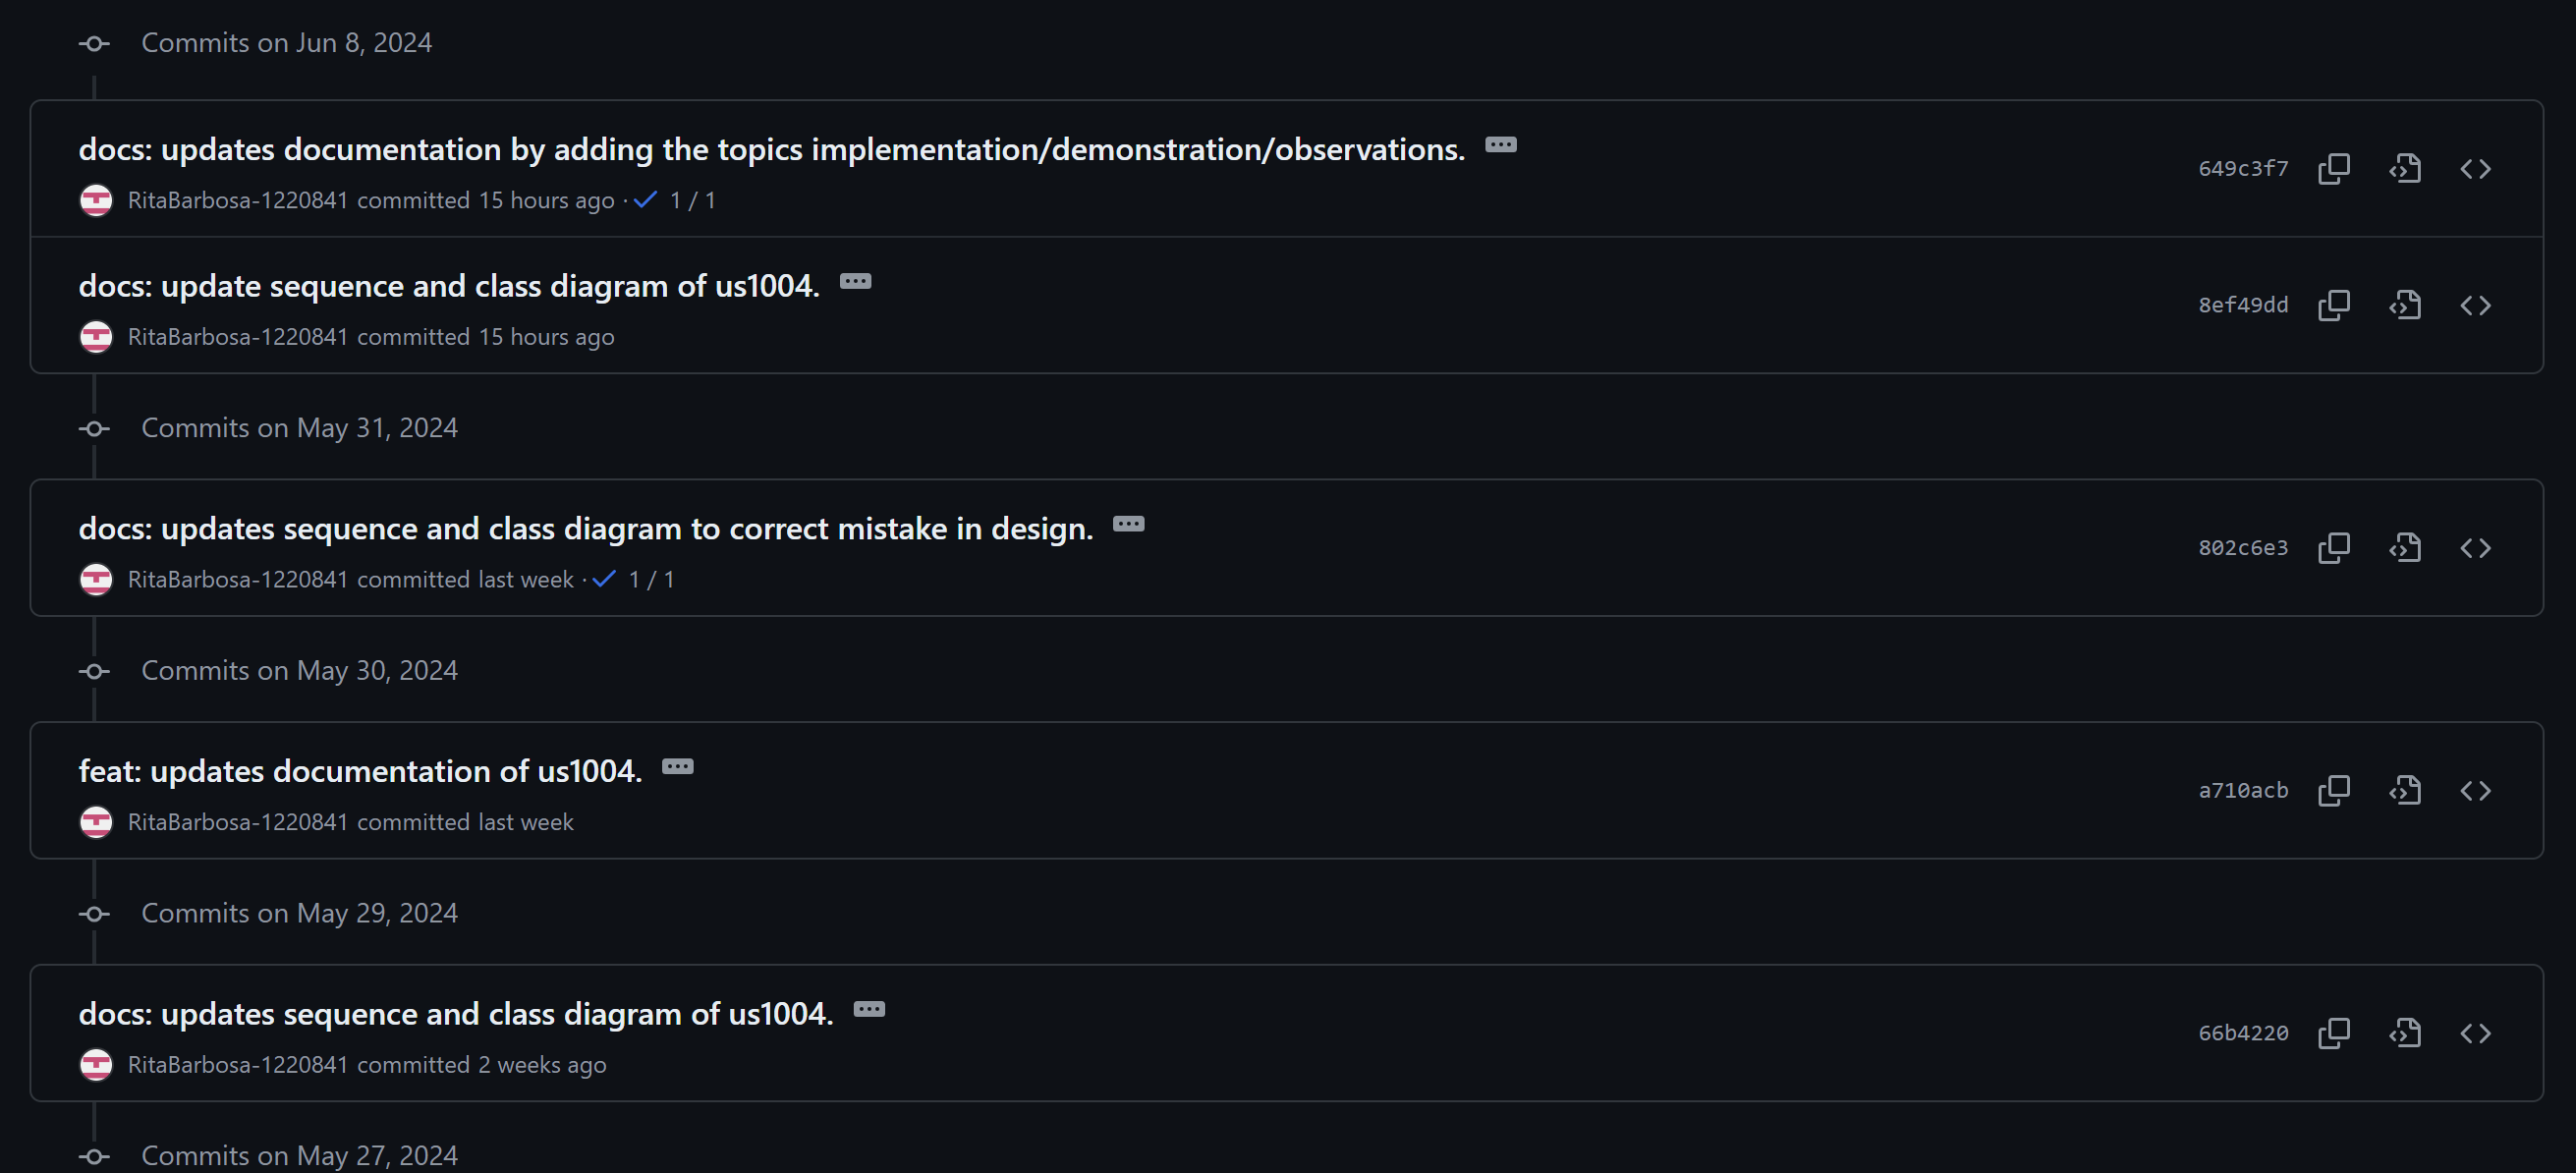 Commits on Jun 8, 2024
docs: updates documentation by adding the topics implementation/demonstration/observations.
649c3f7
RitaBarbosa-1220841 committed 15 hours ago · 1 / 1
docs: update sequence and class diagram of us1004.
8ef49dd
RitaBarbosa-1220841 committed 15 hours ago
Commits on May 31, 2024
docs: updates sequence and class diagram to correct mistake in design.
802c6e3
RitaBarbosa-1220841 committed last week · 1 / 1
Commits on May 30, 2024
feat: updates documentation of us1004.
a710acb
RitaBarbosa-1220841 committed last week
Commits on May 29, 2024
docs: updates sequence and class diagram of us1004.
66b4220
RitaBarbosa-1220841 committed 2 weeks ago
Commits on May 27, 2024